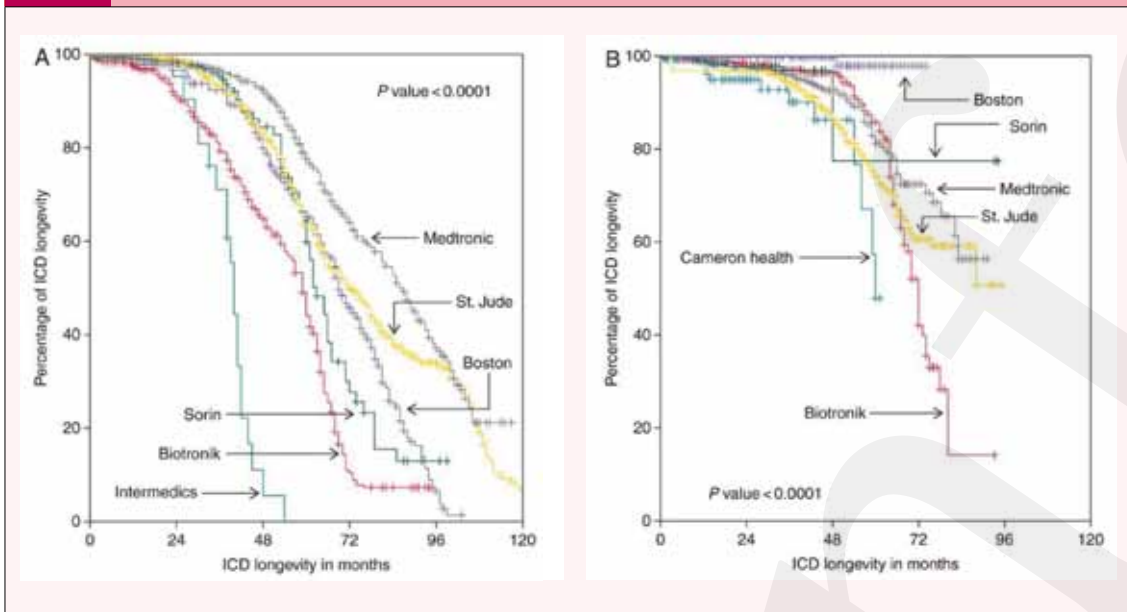 A
P value < 0.0001
Percentage of ICD longevity
100
80
60
40
20
0
Medtronic
St. Jude
Boston
Sorin
Biotronik
Intermedics
0 24 48 72 96 120
ICD longevity in months
B
Percentage of ICD longevity
100
80
60
40
20
0
Boston
Sorin
Medtronic
St. Jude
Cameron health
Biotronik
P value < 0.0001
0 24 48 72 96 120
ICD longevity in months